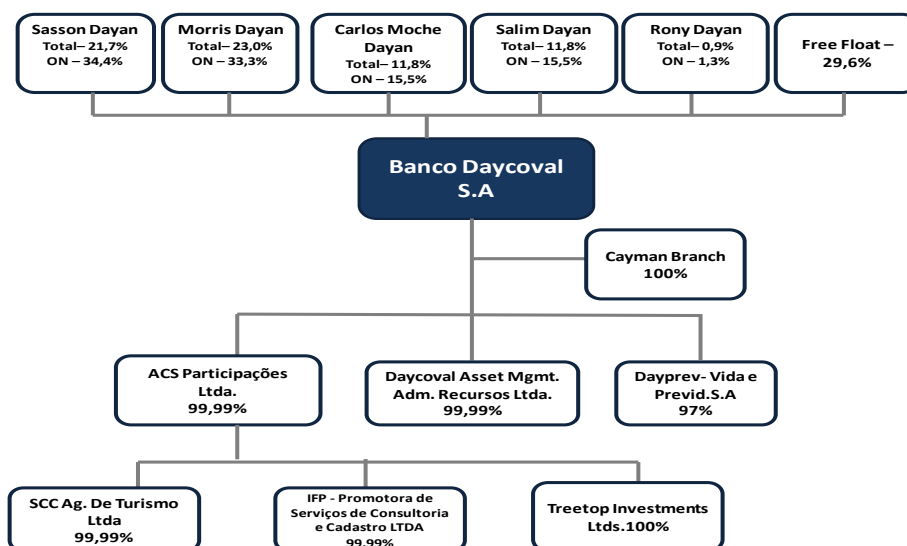 Sasson Dayan
Total– 21,7%
ON – 34,4%
Morris Dayan
Total– 23,0%
ON – 33,3%
Carlos Moche
Dayan
Total– 11,8%
ON – 15,5%
Salim Dayan
Total– 11,8%
ON – 15,5%
Rony Dayan
Total– 0,9%
ON – 1,3%
Free Float –
29,6%
Banco Daycoval
S.A
Cayman Branch
100%
ACS Participações
Ltda.
99,99%
Daycoval Asset Mgmt.
Adm. Recursos Ltda.
99,99%
Dayprev- Vida e
Previd.S.A
97%
SCC Ag. De Turismo
Ltda
99,99%
IFP - Promotora de
Serviços de Consultoria
e Cadastro LTDA
99,99%
Treetop Investments
Ltds.100%